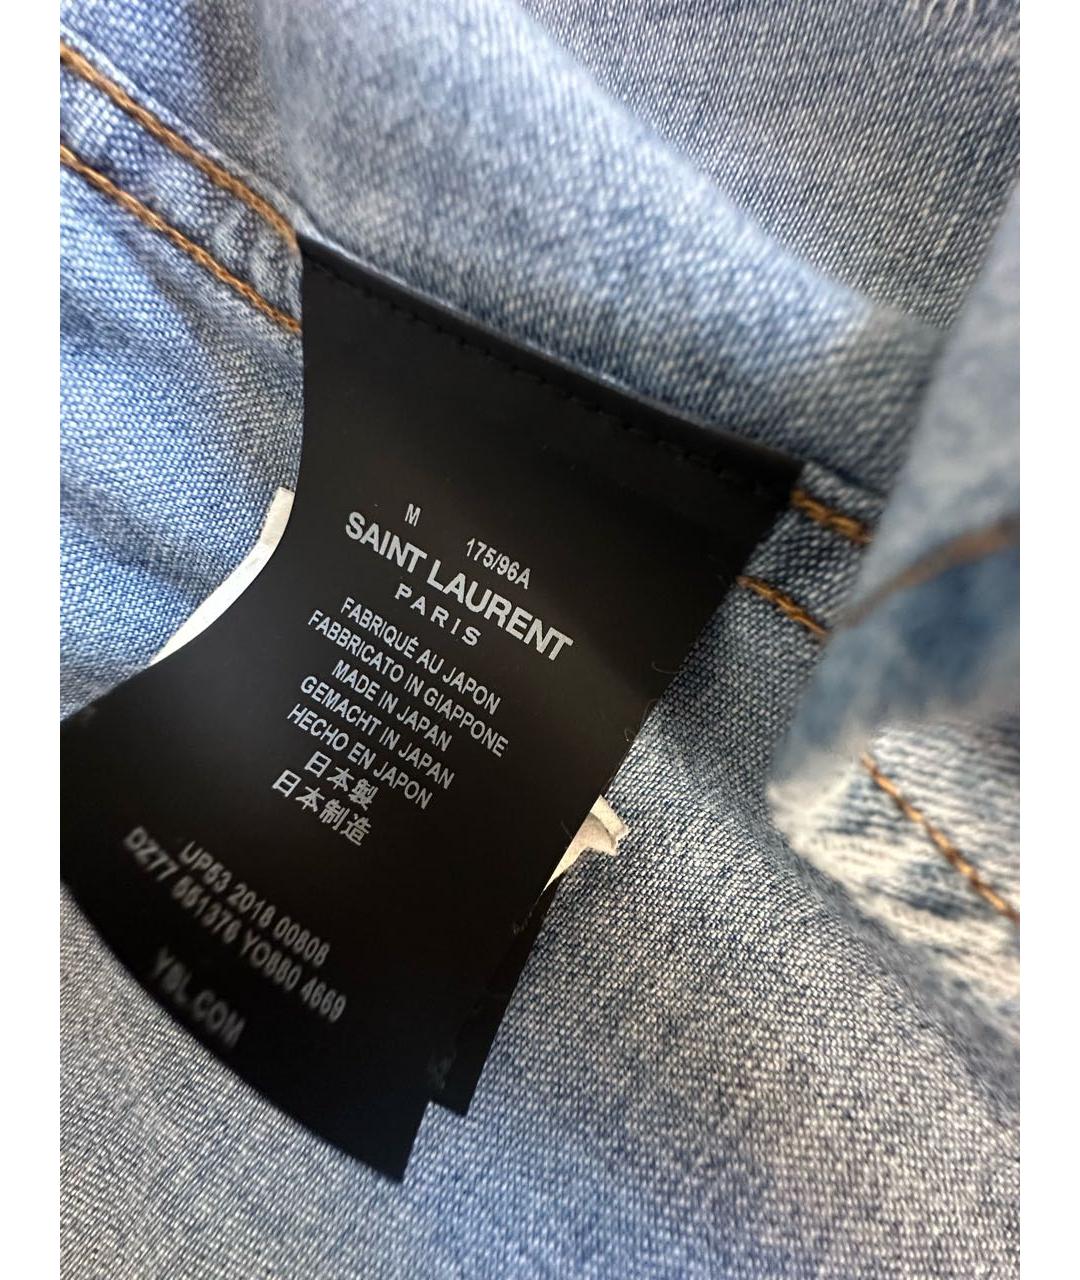 M 175/96A
SAINT LAURENT
PARIS
FABRIQUÉ AU JAPON
FABBRICATO IN GIAPPONE
MADE IN JAPAN
GEMACHT IN JAPAN
HECHO EN JAPON
日本製
日本制造
UP53 2018 00808
DZ77 551376 YO880 4669
YSL.COM